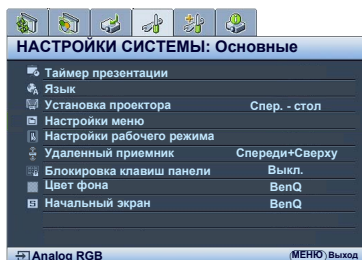 НАСТРОЙКИ СИСТЕМЫ: Основные
Таймер презентации
Язык
Установка проектора Спер. - стол
Настройки меню
Настройки рабочего режима
Удаленный приемник Спереди+Сверху
Блокировка клавиш панели Выкл.
Цвет фона BenQ
Начальный экран BenQ
Analog RGB МЕНЮ Выход